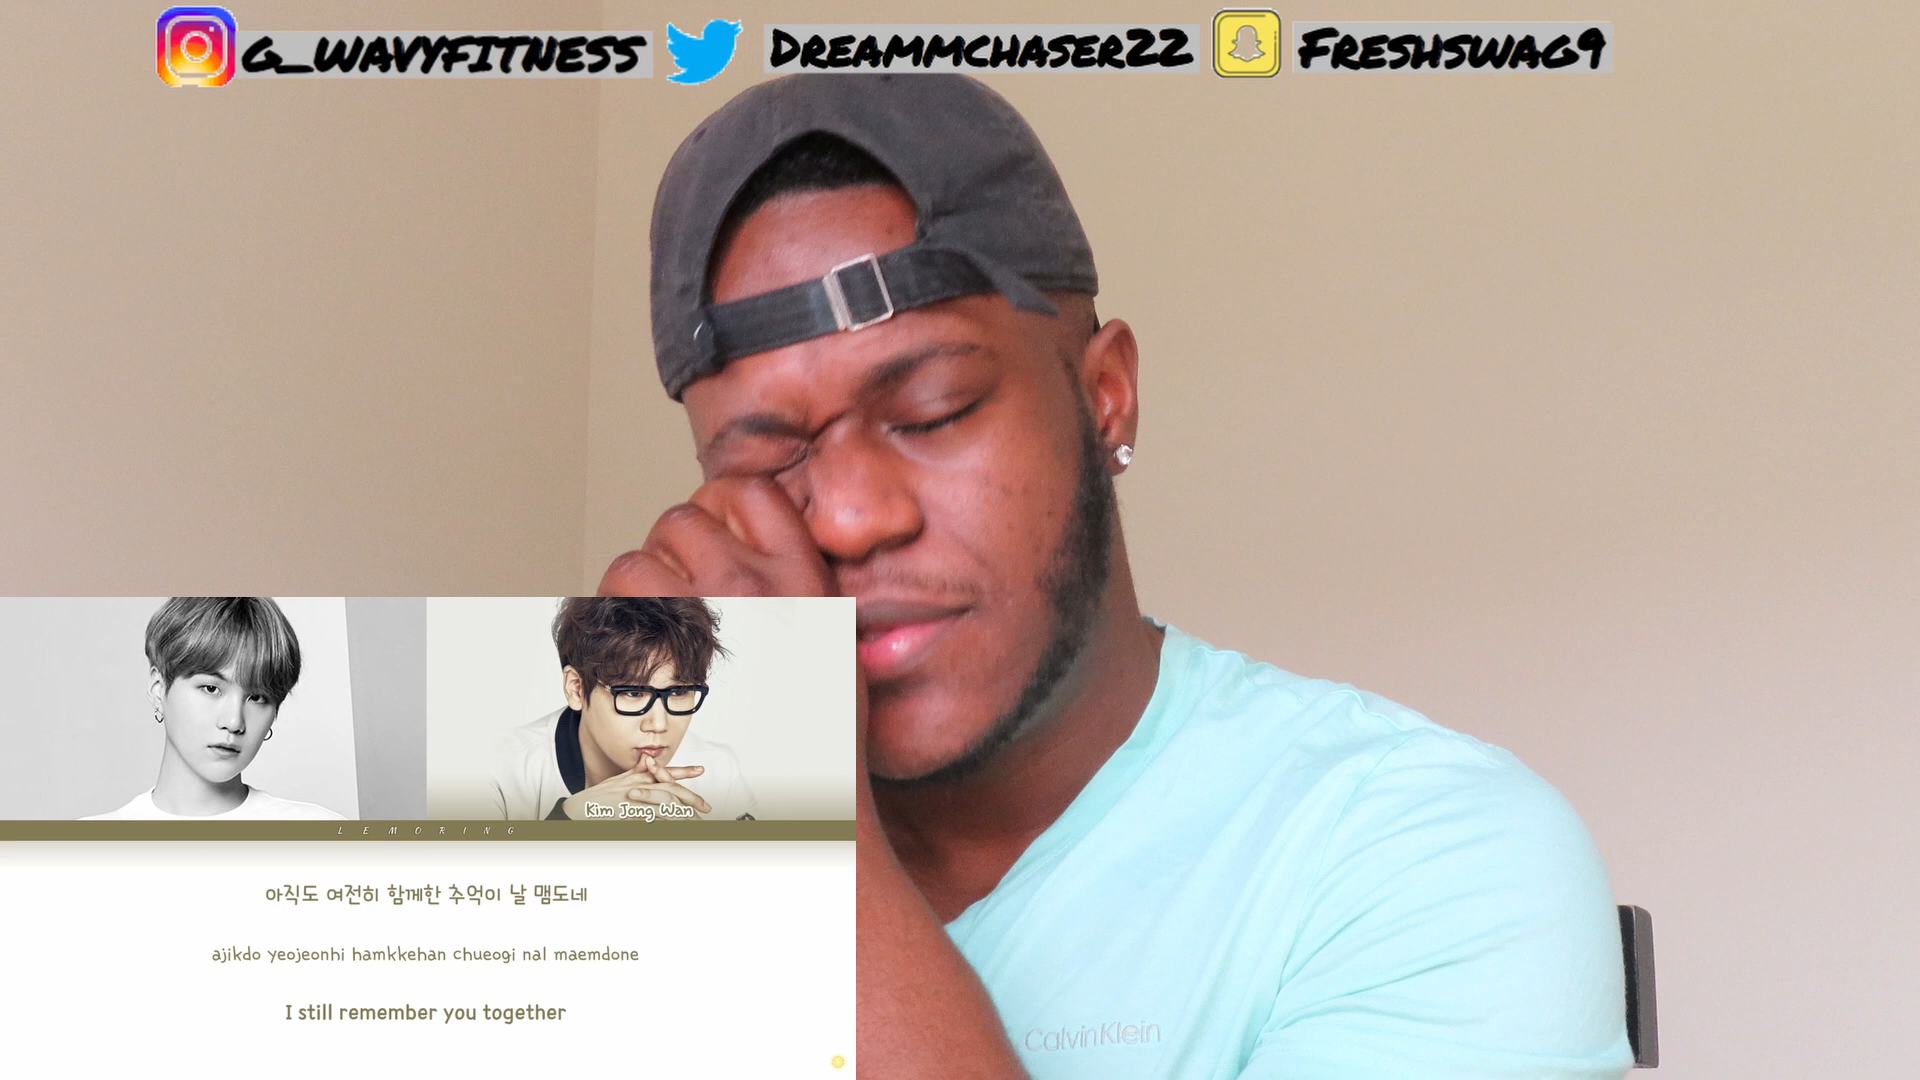 G_WAVYFITNESS DREAMMCHASER22 FRESHSWAG9
Kim Jong Wan
LEMORING
아직도 여전히 함께한 추억이 날 맴도네
ajikdo yeojeonhi hamkkehan chueogi nal maemdone
I still remember you together
CalvinKlein